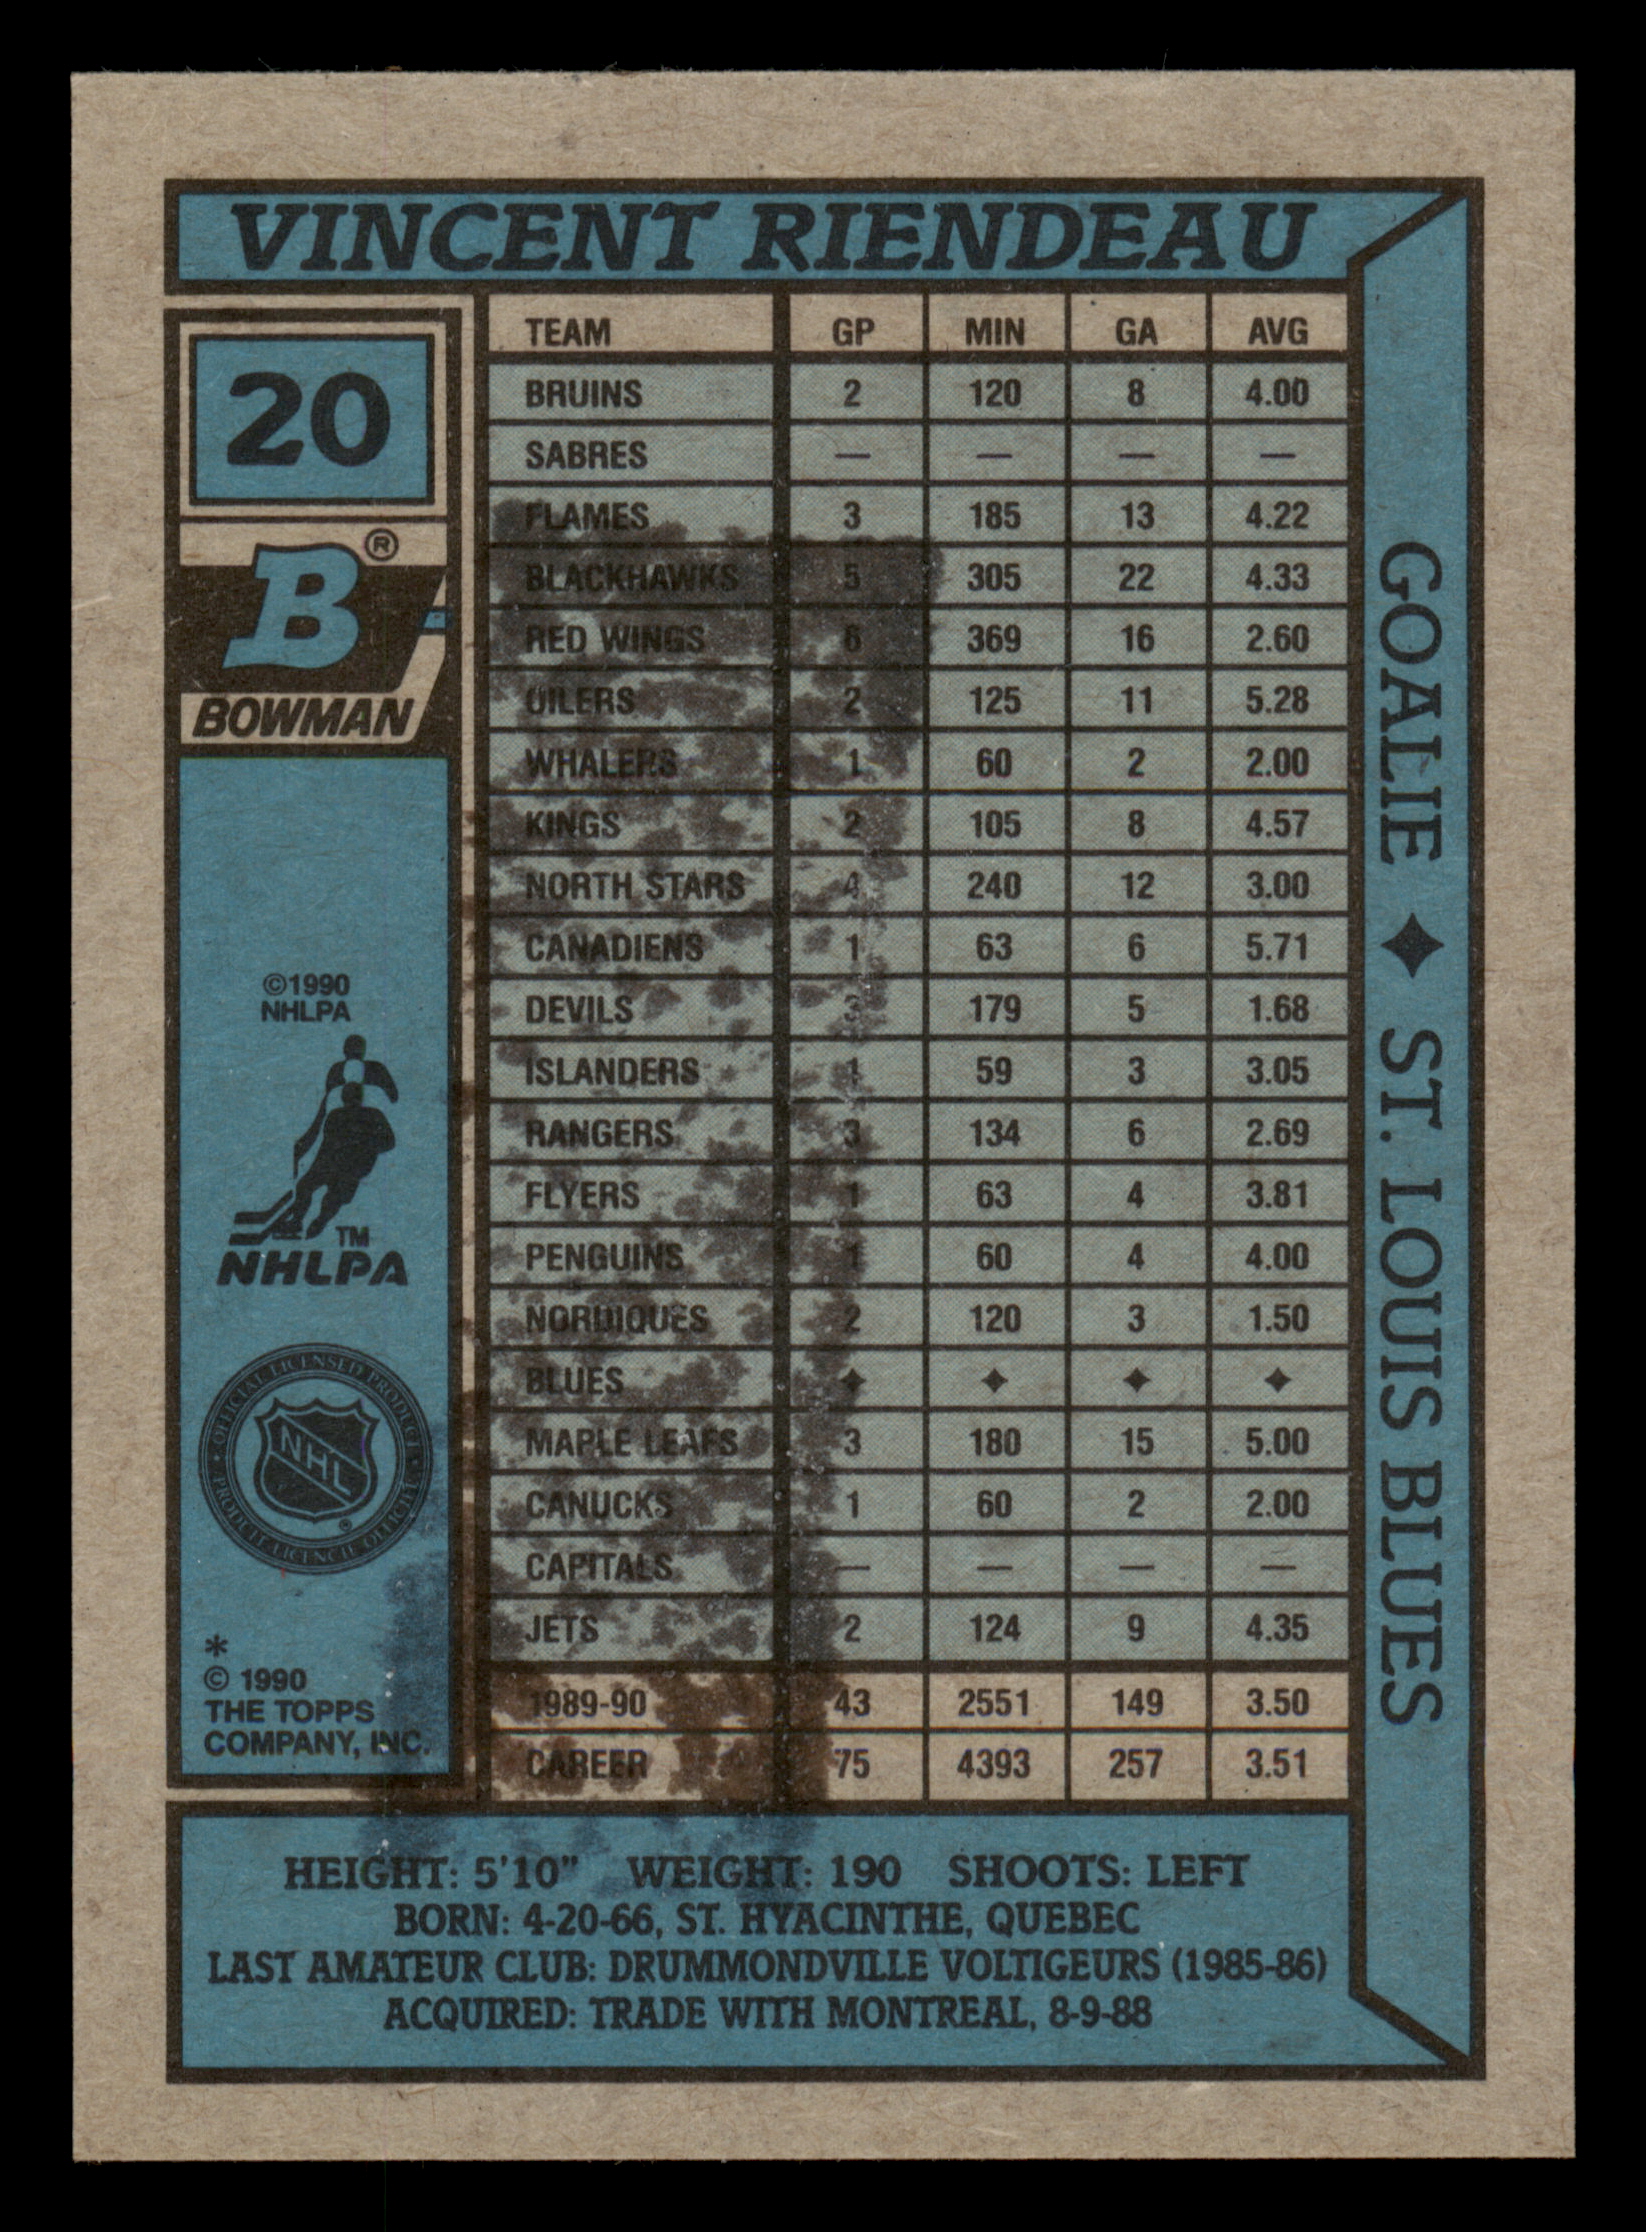 VINCENT RIENDEAU
20
B®
BOWMAN
©1990
NHLPA
TM
NHLPA
OFFICIAL LICENSED PRODUCT
NHL
®
PRODUIT LICENCIE OFFICIEL
*
© 1990
THE TOPPS
COMPANY, INC.
TEAM GP MIN GA AVG
BRUINS 2 120 8 4.00
SABRES — — — —
FLAMES 3 185 13 4.22
BLACKHAWKS 5 305 22 4.33
RED WINGS 6 369 16 2.60
OILERS 2 125 11 5.28
WHALERS 1 60 2 2.00
KINGS 2 105 8 4.57
NORTH STARS 4 240 12 3.00
CANADIENS 1 63 6 5.71
DEVILS 3 179 5 1.68
ISLANDERS 1 59 3 3.05
RANGERS 3 134 6 2.69
FLYERS 1 63 4 3.81
PENGUINS 1 60 4 4.00
NORDIQUES 2 120 3 1.50
BLUES ✦ ✦ ✦ ✦
MAPLE LEAFS 3 180 15 5.00
CANUCKS 1 60 2 2.00
CAPITALS — — — —
JETS 2 124 9 4.35
1989-90 43 2551 149 3.50
CAREER 75 4393 257 3.51
GOALIE ✦ ST. LOUIS BLUES
HEIGHT: 5'10" WEIGHT: 190 SHOOTS: LEFT
BORN: 4-20-66, ST. HYACINTHE, QUEBEC
LAST AMATEUR CLUB: DRUMMONDVILLE VOLTIGEURS (1985-86)
ACQUIRED: TRADE WITH MONTREAL, 8-9-88